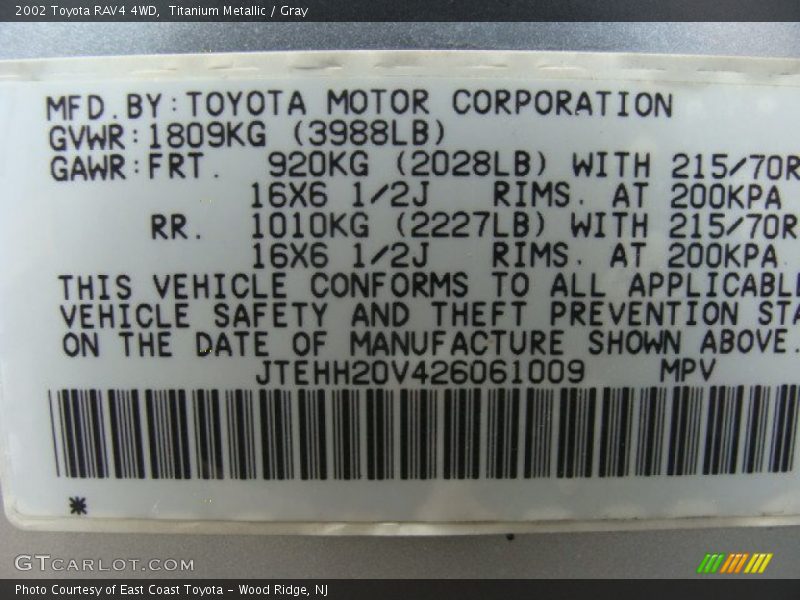 2002 Toyota RAV4 4WD,  Titanium Metallic / Gray
MFD.BY:TOYOTA MOTOR CORPORATION
GVWR:1809KG (3988LB)
GAWR:FRT.  920KG (2028LB) WITH 215/70R
16X6 1/2J  RIMS. AT 200KPA
RR.  1010KG (2227LB) WITH 215/70R
16X6 1/2J  RIMS. AT 200KPA
THIS VEHICLE CONFORMS TO ALL APPLICABL
VEHICLE SAFETY AND THEFT PREVENTION STA
ON THE DATE OF MANUFACTURE SHOWN ABOVE.
JTEHH20V426061009  MPV
*
GTCARLOT.COM
Photo Courtesy of East Coast Toyota - Wood Ridge, NJ